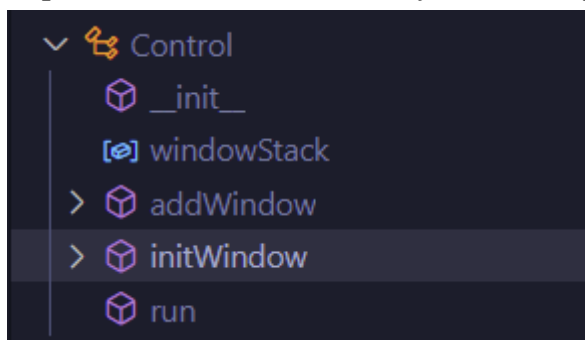 Control
__init__
windowStack
addWindow
initWindow
run